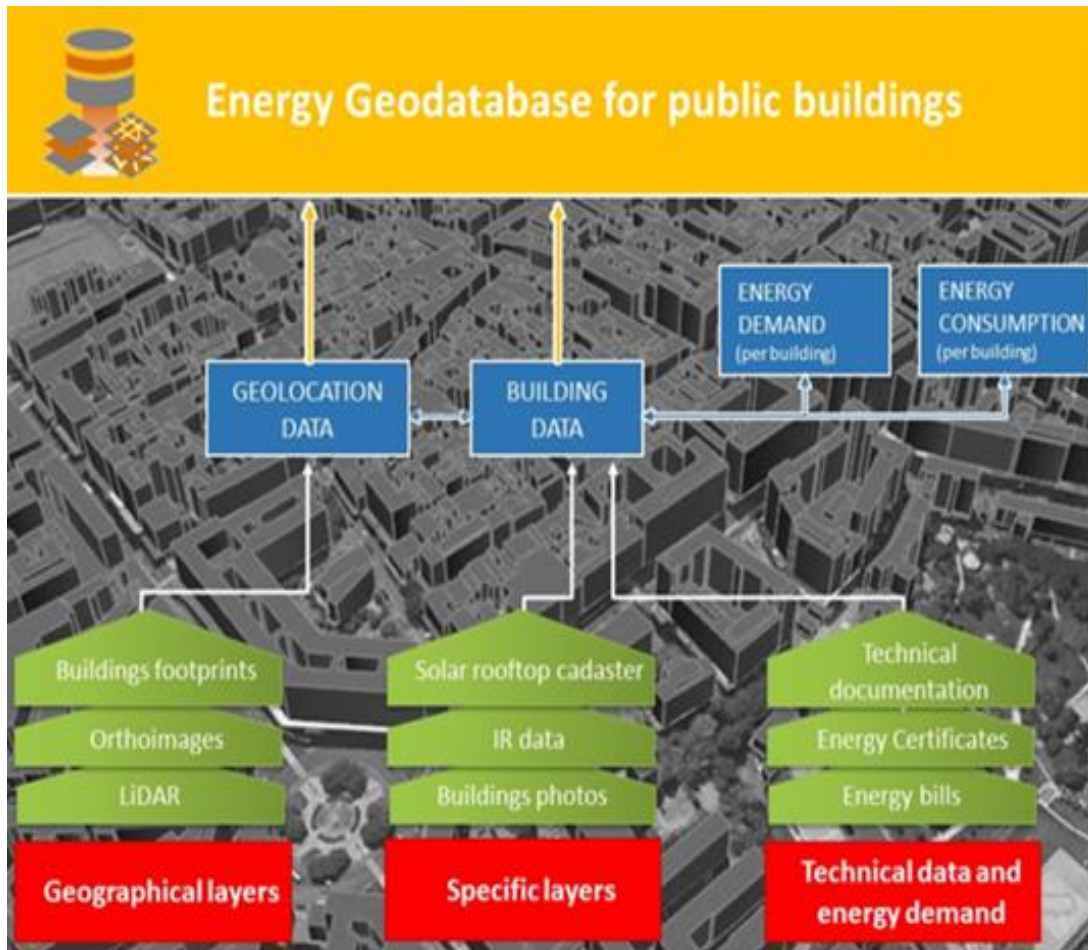 Energy Geodatabase for public buildings
ENERGY
DEMAND
(per building)
ENERGY
CONSUMPTION
(per building)
GEOLOCATION
DATA
BUILDING
DATA
Buildings footprints
Orthoimages
LiDAR
Geographical layers
Solar rooftop cadaster
IR data
Buildings photos
Specific layers
Technical
documentation
Energy Certificates
Energy bills
Technical data and
energy demand